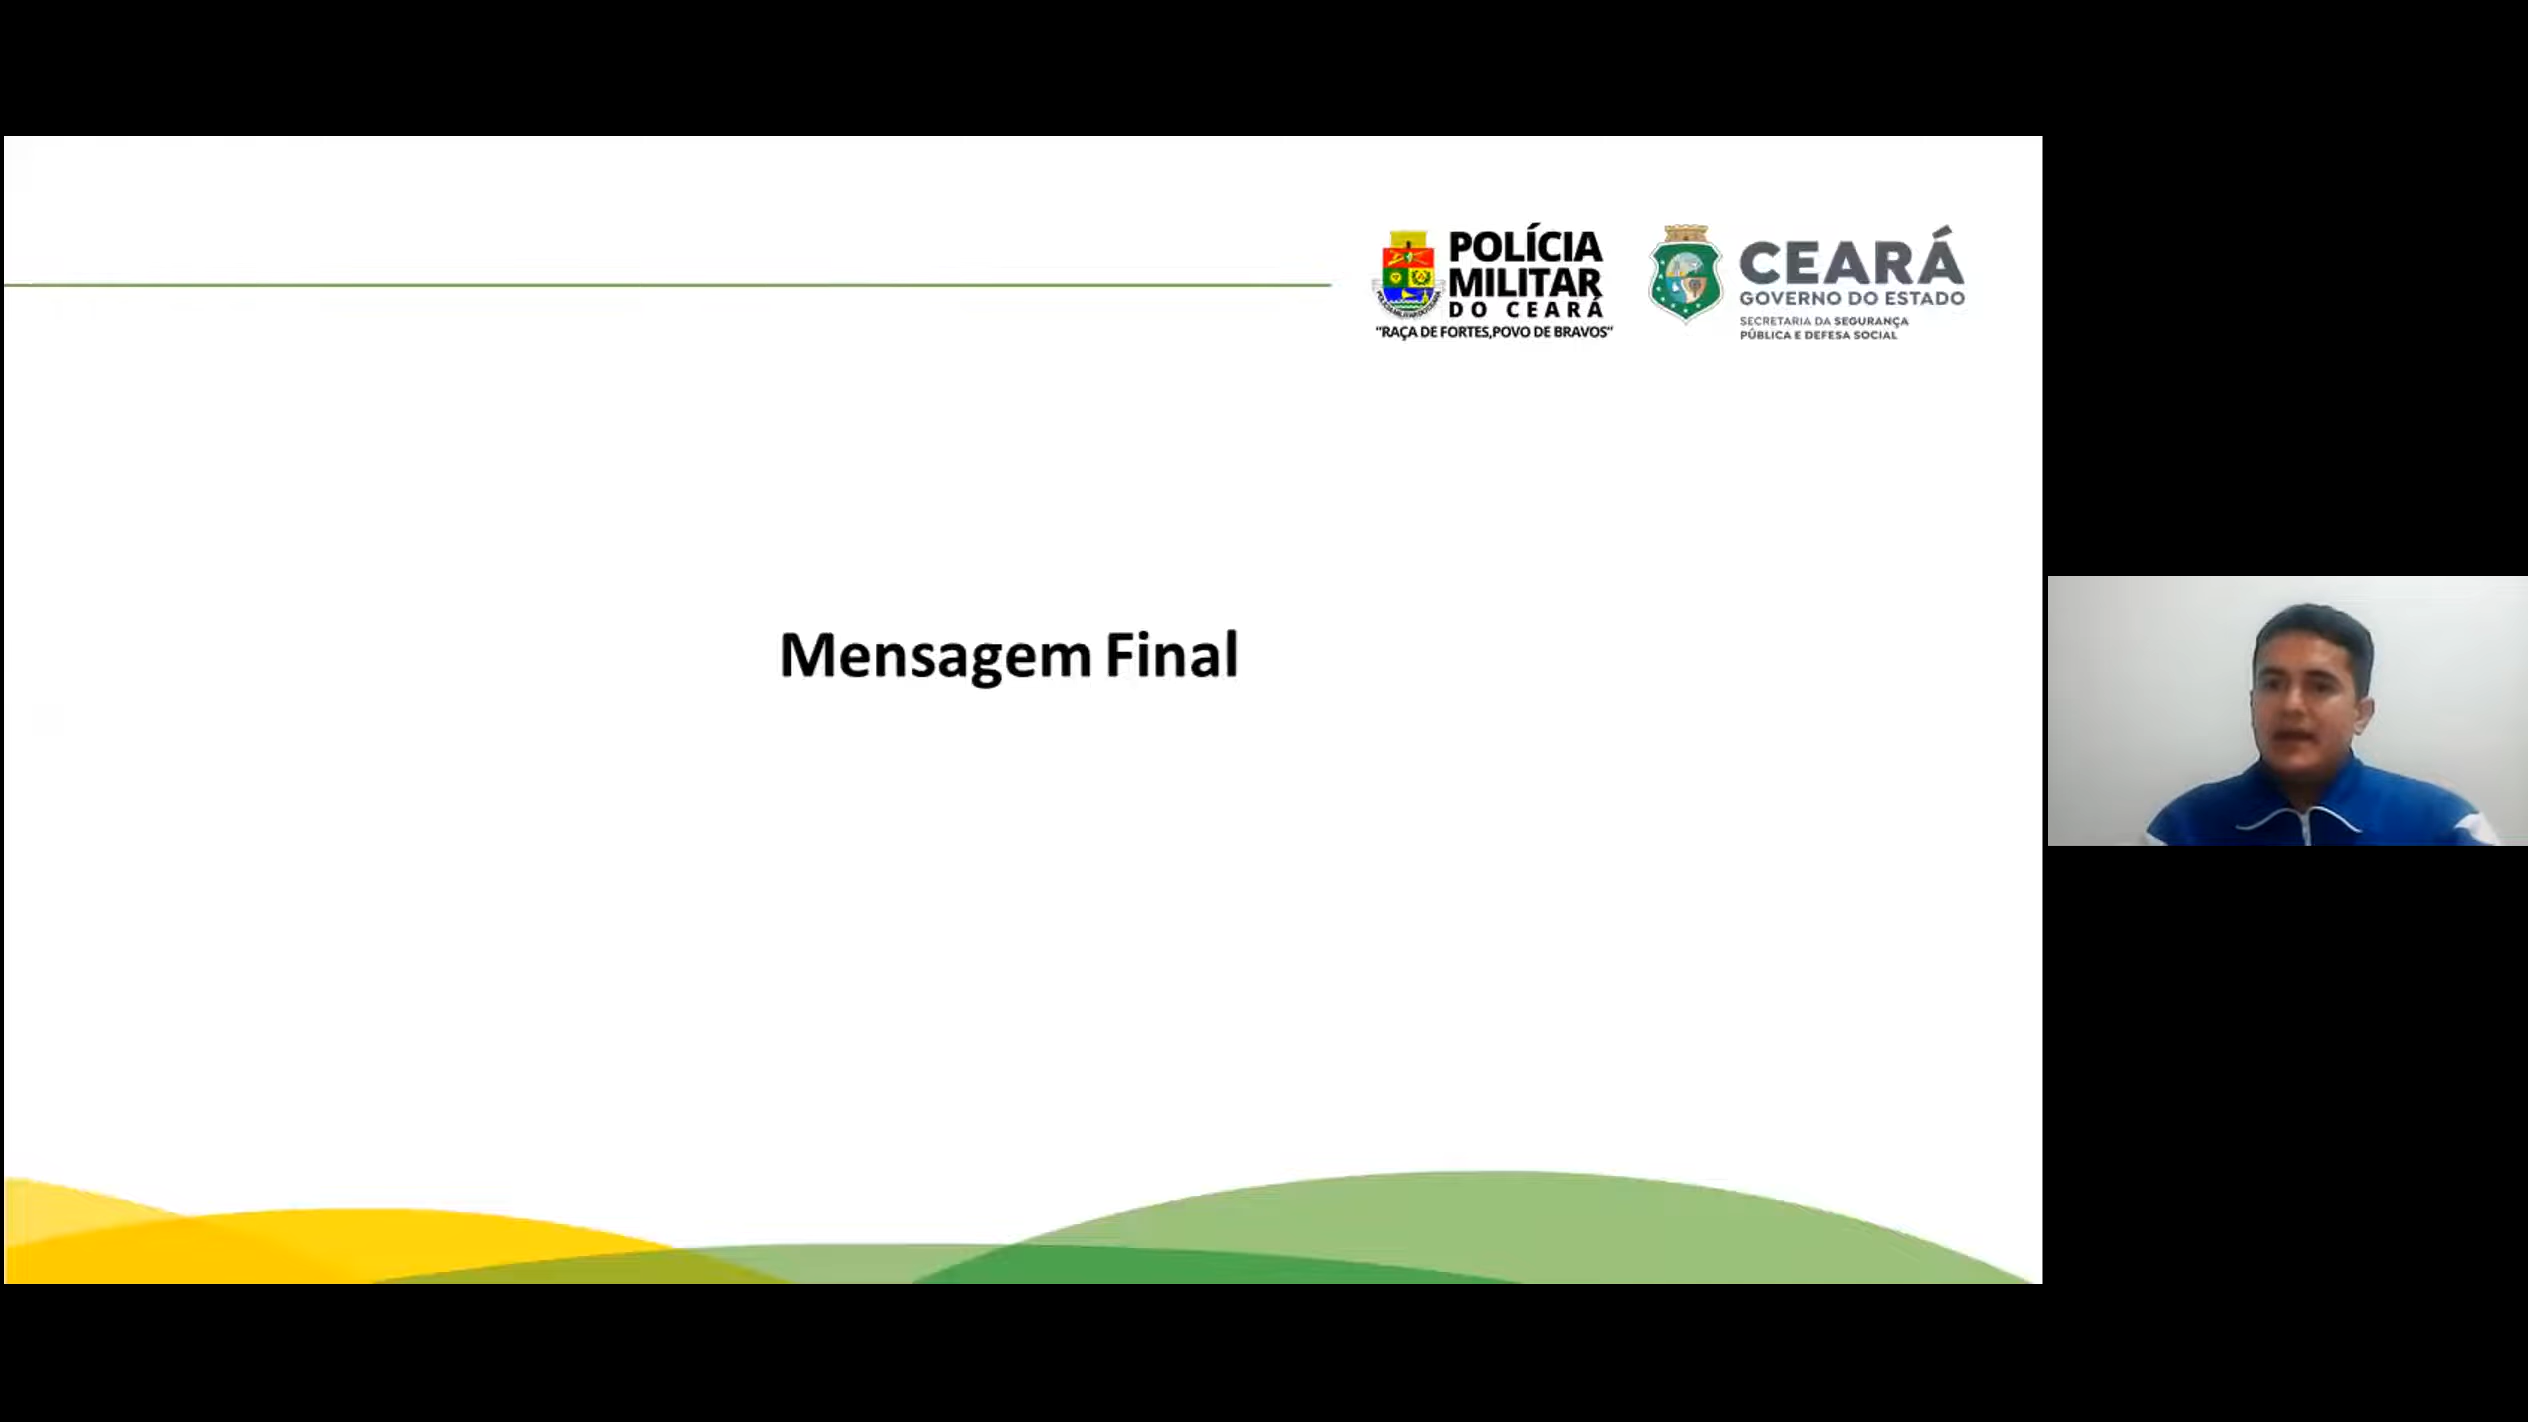 POLÍCIA
MILITAR
DO CEARÁ
"RAÇA DE FORTES,POVO DE BRAVOS"
CEARÁ
GOVERNO DO ESTADO
SECRETARIA DA SEGURANÇA
PÚBLICA E DEFESA SOCIAL
Mensagem Final